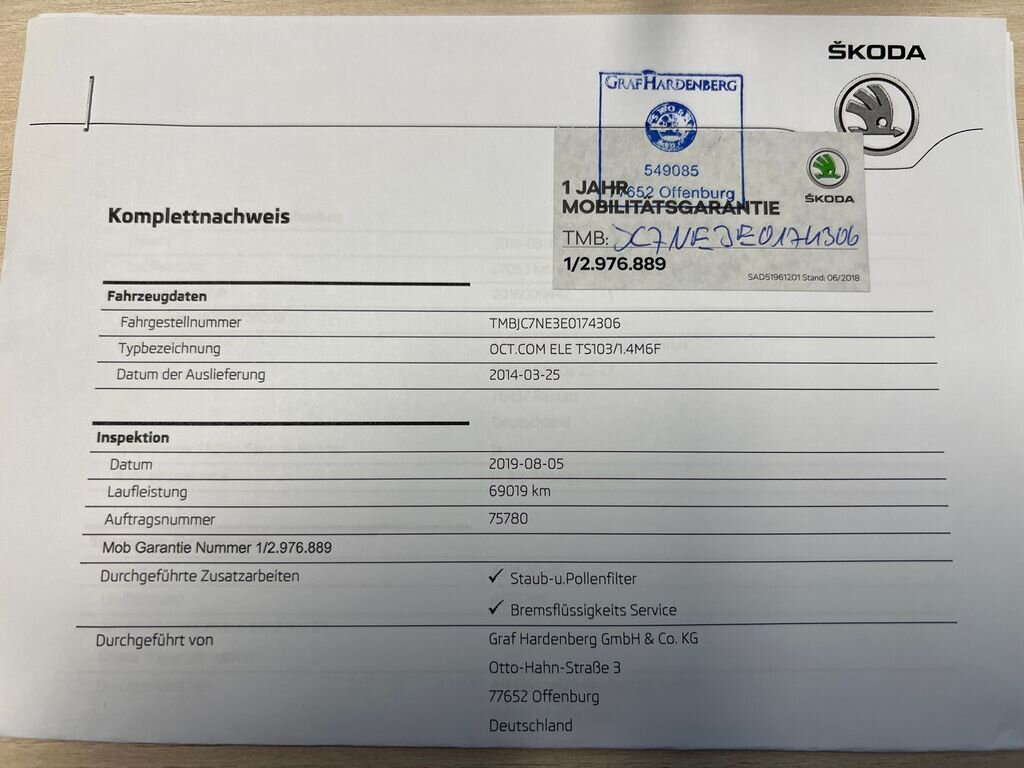 ŠKODA
GRAF HARDENBERG
549085
77652 Offenburg
1 JAHR
MOBILITÄTSGARANTIE
ŠKODA
TMB:
1/2.976.889
SAD51961201 Stand: 06/2018
Komplettnachweis
Fahrzeugdaten
Fahrgestellnummer TMBJC7NE3E0174306
Typbezeichnung OCT.COM ELE TS103/1.4M6F
Datum der Auslieferung 2014-03-25
Inspektion
Datum 2019-08-05
Laufleistung 69019 km
Auftragsnummer 75780
Mob Garantie Nummer 1/2.976.889
Durchgeführte Zusatzarbeiten ✓ Staub-u.Pollenfilter
✓ Bremsflüssigkeits Service
Durchgeführt von Graf Hardenberg GmbH & Co. KG
Otto-Hahn-Straße 3
77652 Offenburg
Deutschland